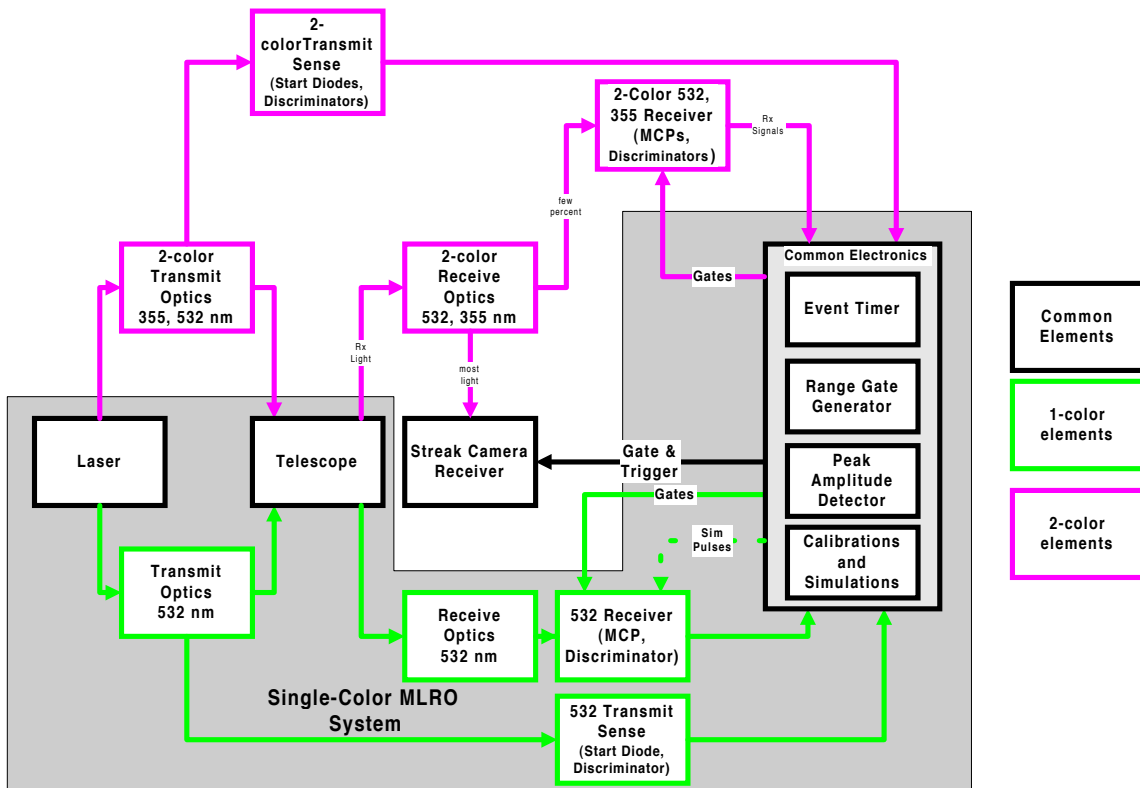 2-
colorTransmit
Sense
(Start Diodes,
Discriminators)
2-Color 532,
355 Receiver
(MCPs,
Discriminators)
Rx
Signals
few
percent
2-color
Transmit
Optics
355, 532 nm
2-color
Receive
Optics
532, 355 nm
Gates
Common Electronics
Event Timer
Range Gate
Generator
Peak
Amplitude
Detector
Calibrations
and
Simulations
Rx
Light
most
light
Laser
Telescope
Streak Camera
Receiver
Gate &
Trigger
Gates
Sim
Pulses
Transmit
Optics
532 nm
Receive
Optics
532 nm
532 Receiver
(MCP,
Discriminator)
Single-Color MLRO
System
532 Transmit
Sense
(Start Diode,
Discriminator)
Common
Elements
1-color
elements
2-color
elements